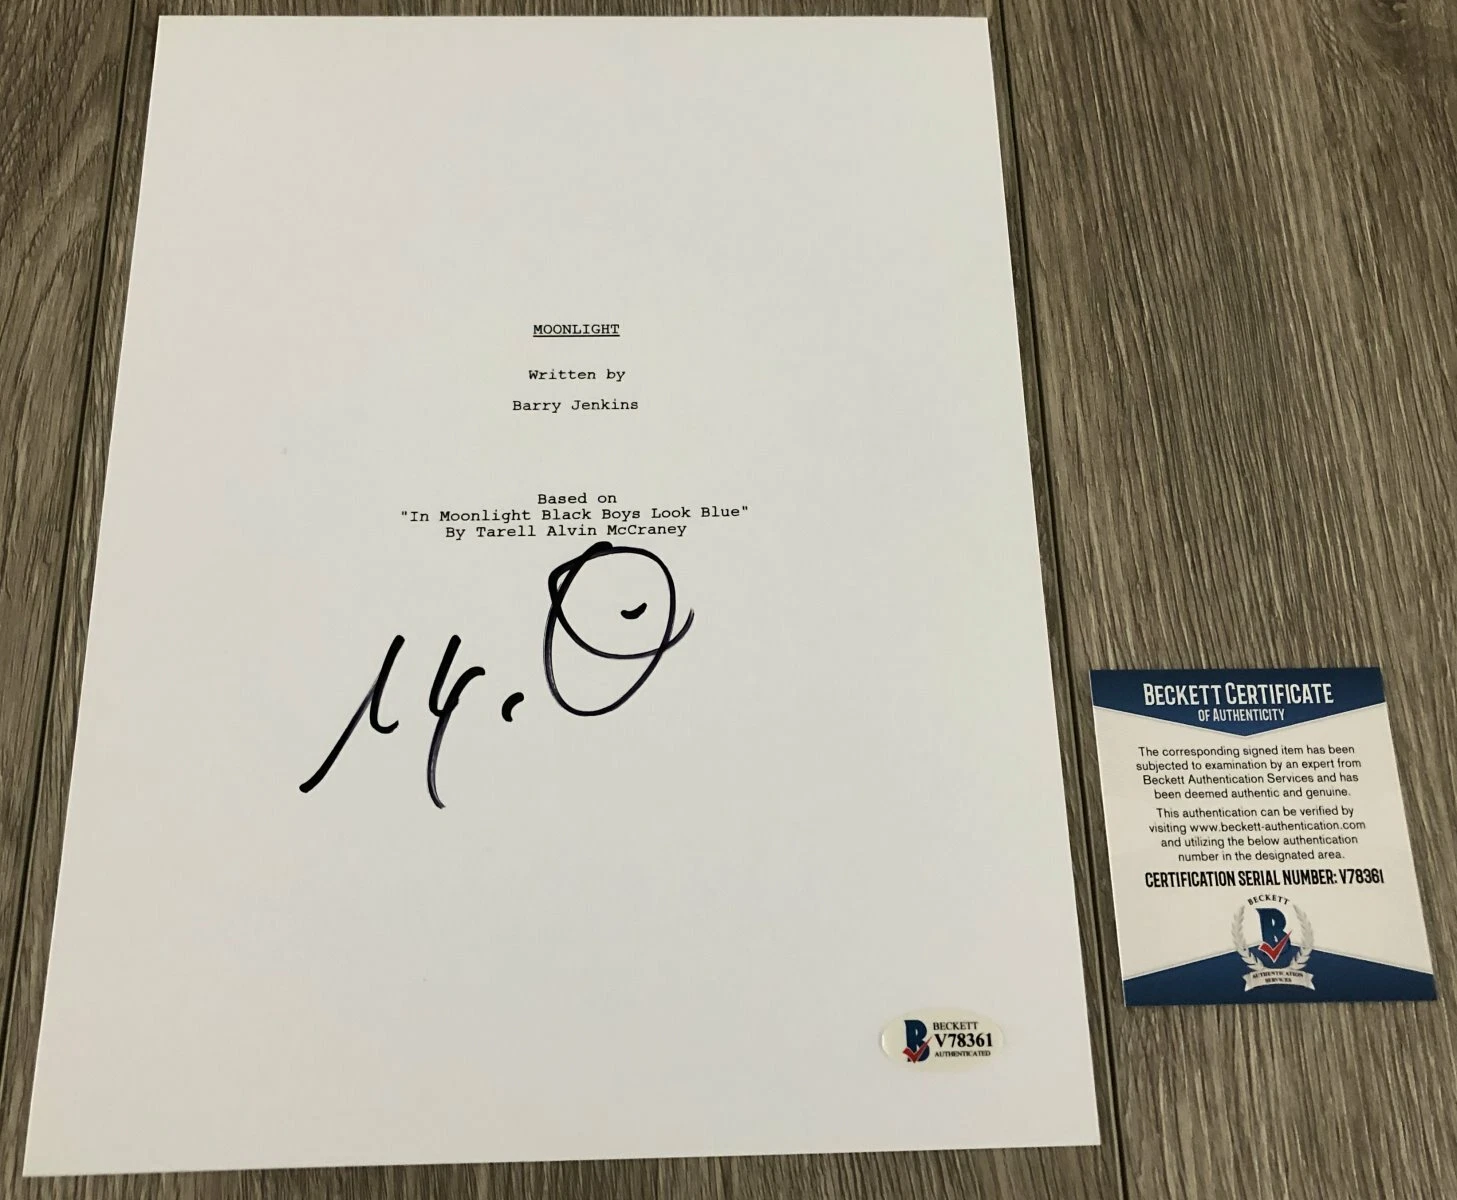 MOONLIGHT
Written by
Barry Jenkins
Based on
"In Moonlight Black Boys Look Blue"
By Tarell Alvin McCraney
BECKETT
V78361
AUTHENTICATED
BECKETT CERTIFICATE
OF AUTHENTICITY
The corresponding signed item has been
subjected to examination by an expert from
Beckett Authentication Services and has
been deemed authentic and genuine.
This authentication can be verified by
visiting www.beckett-authentication.com
and utilizing the below authentication
number in the designated area.
CERTIFICATION SERIAL NUMBER: V78361
BECKETT
B
AUTHENTICATION
SERVICES